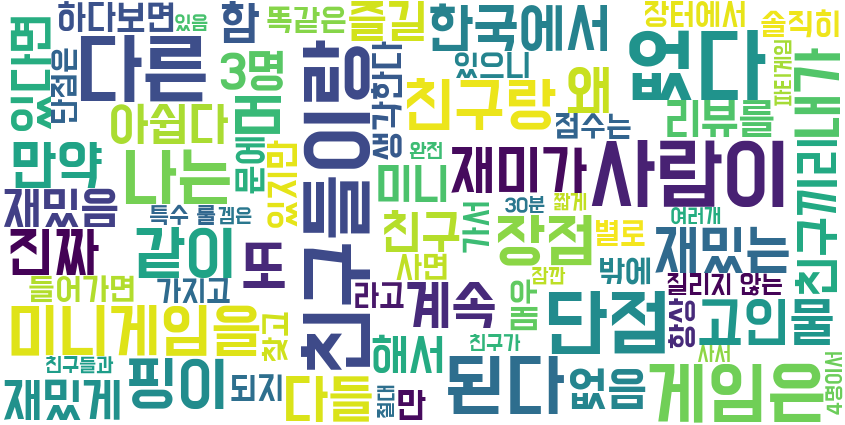 하다보면
있음
함
똑같은
즐길
한국에서
장터에서
솔직히
있다면
단점은
다른
3명
머
친구들이랑
생각한다
있으니
없다
파티게임
내가
아쉽다
친구랑
왜
점수는
리뷰를
만약
나는
문에
있지만
완전
미니
재미가
사람이
친구끼리
재밌음
특수 룰
겜은
30분
짧게
여러개
진짜
같이
또
친구
가서
장점
별로
재밌는
들어가면
가지고
사면
잠깐
밖에
질리지 않는
라고
계속
봄
단점
항상
고인물
미니게임을
찾고
해서
친구가
사서
친구들과
재밌게
핑이
되지
다들
절대
만
된다
없음
게임은
4명이서